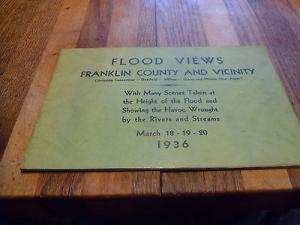 FLOOD VIEWS
FRANKLIN COUNTY AND VICINITY
With Many Scenes Taken at
the Height of the Flood and
Showing the Havoc Wrought
by the Rivers and Streams
March 18 - 19 - 20
1936